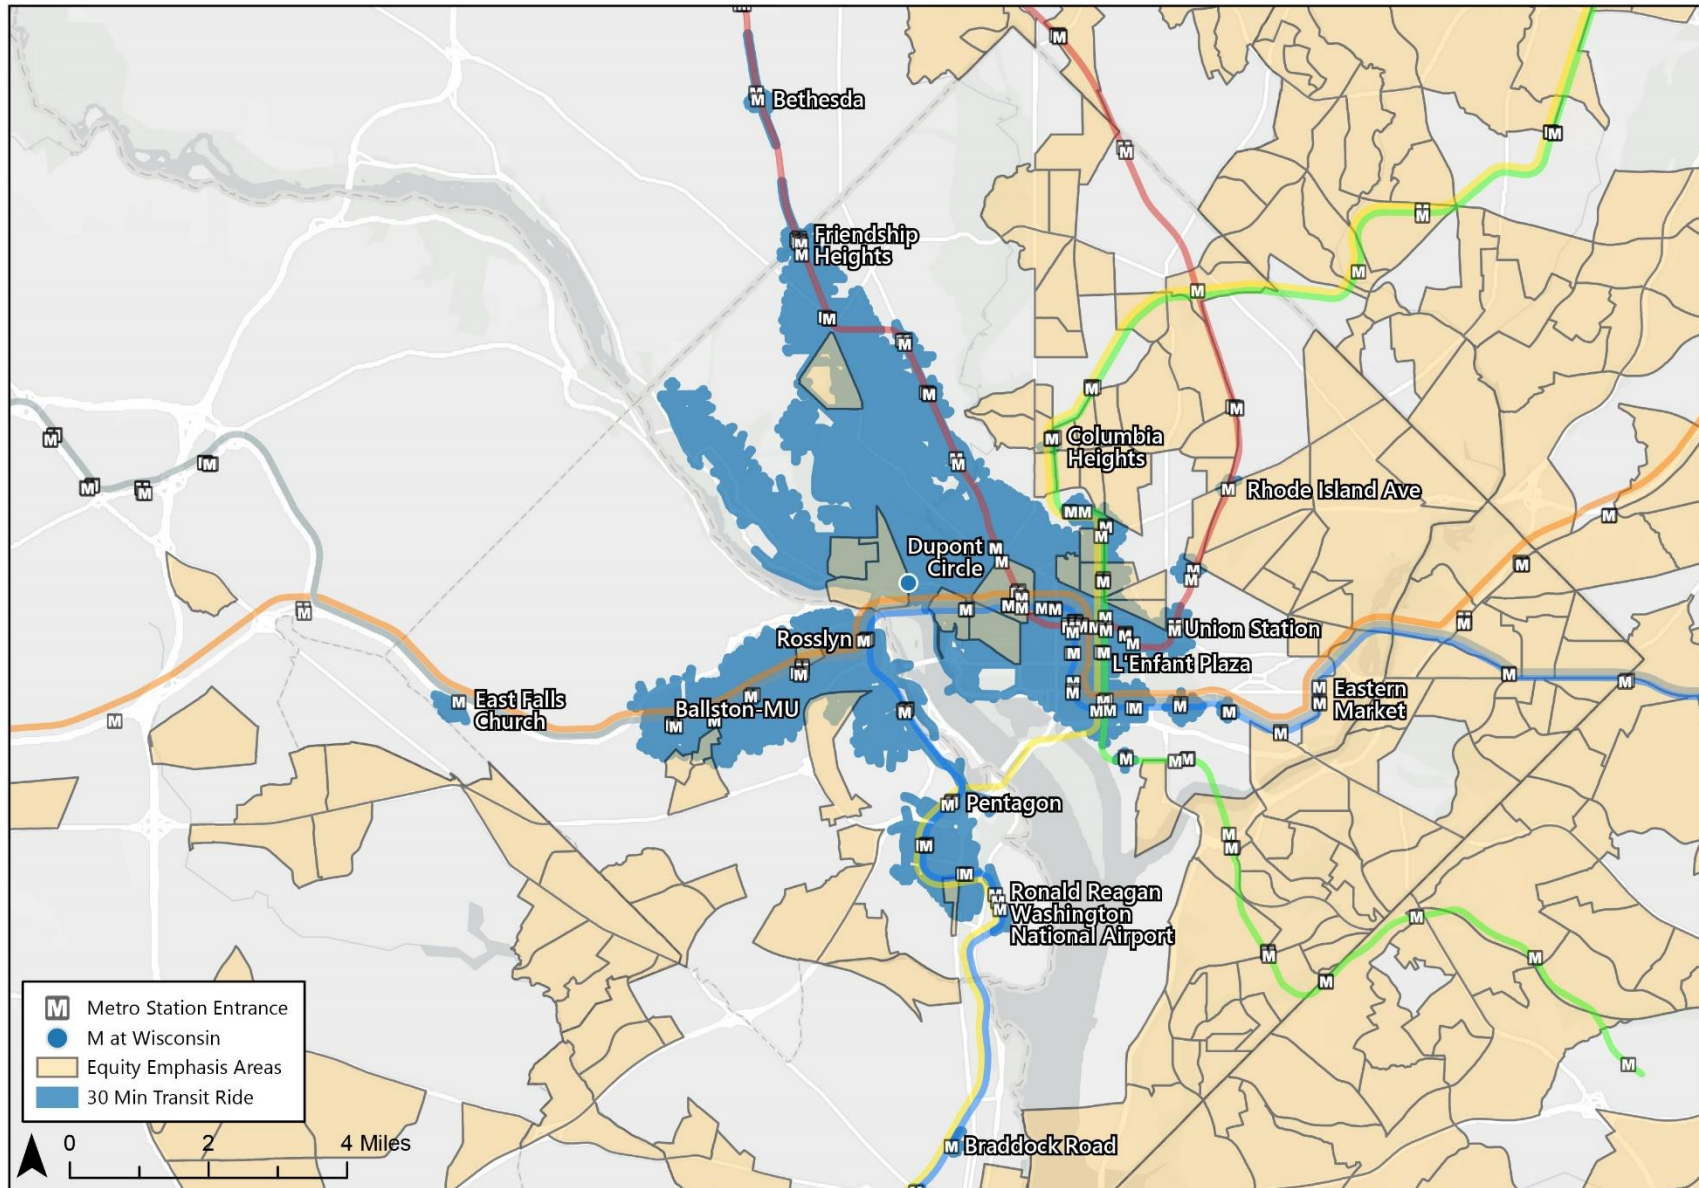 Bethesda
Friendship
Heights
Columbia
Heights
Rhode Island Ave
Dupont
Circle
Rosslyn
Union Station
L'Enfant Plaza
East Falls
Church
Ballston-MU
Eastern
Market
Pentagon
Ronald Reagan
Washington
National Airport
Braddock Road
M Metro Station Entrance
M at Wisconsin
Equity Emphasis Areas
30 Min Transit Ride
0 2 4 Miles